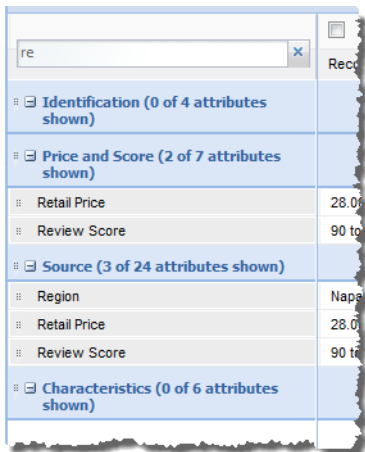 re
Identification (0 of 4 attributes
shown)
Price and Score (2 of 7 attributes
shown)
Retail Price 28.0
Review Score 90 to
Source (3 of 24 attributes shown)
Region Napa
Retail Price 28.0
Review Score 90
Characteristics (0 of 6 attributes
shown)